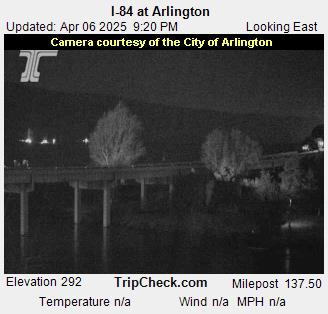 I-84 at Arlington
Updated: Apr 06 2025 9:20 PM Looking East
Camera courtesy of the City of Arlington
Elevation 292 TripCheck.com Milepost 137.50
Temperature n/a Wind n/a MPH n/a